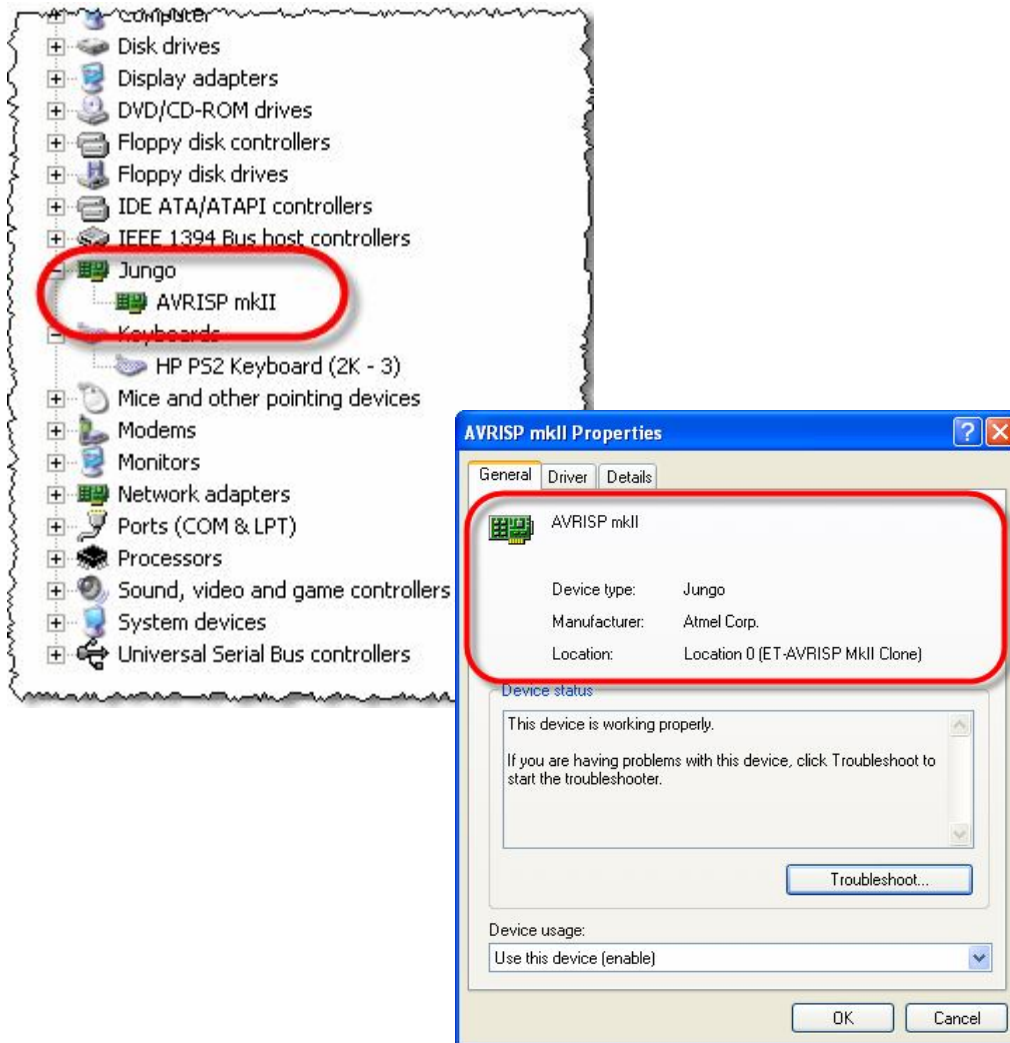 Computer
Disk drives
Display adapters
DVD/CD-ROM drives
Floppy disk controllers
Floppy disk drives
IDE ATA/ATAPI controllers
IEEE 1394 Bus host controllers
Jungo
AVRISP mkII
Keyboards
HP PS2 Keyboard (2K - 3)
Mice and other pointing devices
Modems
Monitors
Network adapters
Ports (COM & LPT)
Processors
Sound, video and game controllers
System devices
Universal Serial Bus controllers
AVRISP mkII Properties
General Driver Details
AVRISP mkII
Device type: Jungo
Manufacturer: Atmel Corp.
Location: Location 0 (ET-AVRISP MkII Clone)
Device status
This device is working properly.
If you are having problems with this device, click Troubleshoot to
start the troubleshooter.
Troubleshoot...
Device usage:
Use this device (enable)
OK Cancel